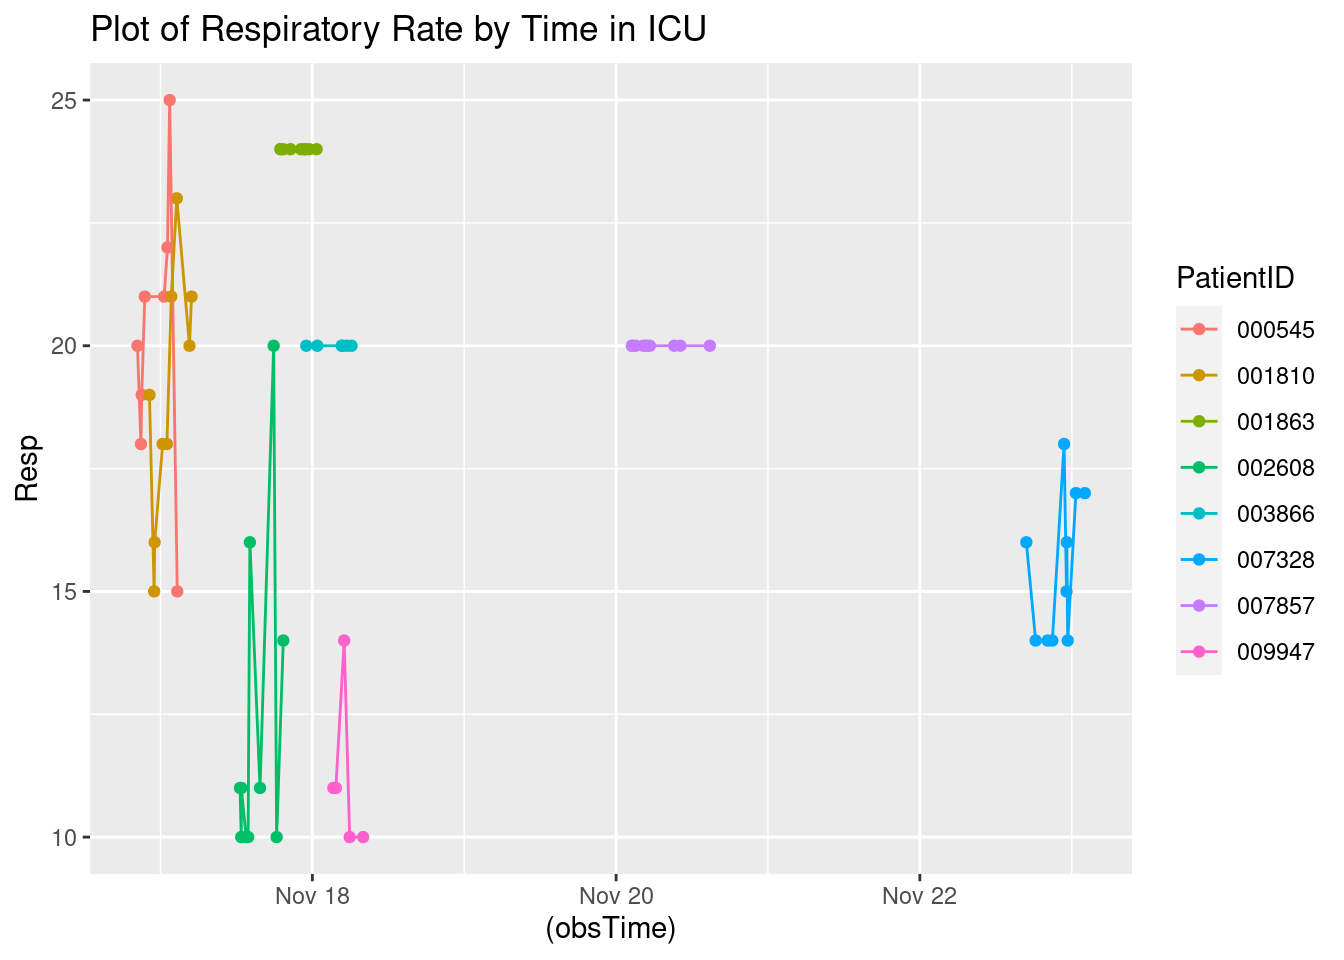 Plot of Respiratory Rate by Time in ICU
25
20
15
10
Resp
Nov 18
Nov 20
Nov 22
(obsTime)
PatientID
000545
001810
001863
002608
003866
007328
007857
009947